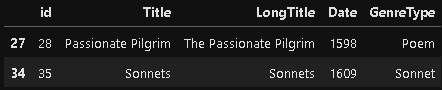 id Title LongTitle Date GenreType
27 28 Passionate Pilgrim The Passionate Pilgrim 1598 Poem
34 35 Sonnets Sonnets 1609 Sonnet